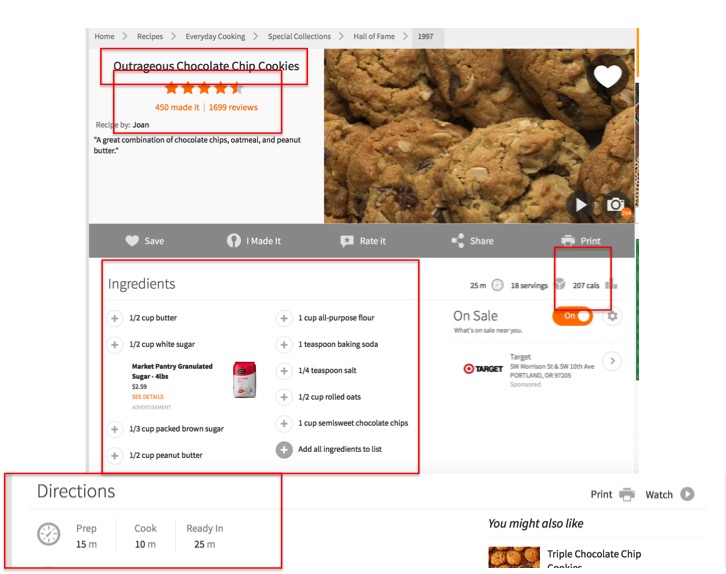 Home > Recipes > Everyday Cooking > Special Collections > Hall of Fame > 1997
Outrageous Chocolate Chip Cookies
450 made it | 1699 reviews
Recipe by: Joan
"A great combination of chocolate chips, oatmeal, and peanut
butter."
Save
I Made It
Rate it
Share
Print
Ingredients
25 m
18 servings
207 cals
1/2 cup butter
1/2 cup white sugar
Market Pantry Granulated
Sugar - 4lbs
$2.59
SEE DETAILS
ADVERTISEMENT
1/3 cup packed brown sugar
1/2 cup peanut butter
1 cup all-purpose flour
1 teaspoon baking soda
1/4 teaspoon salt
1/2 cup rolled oats
1 cup semisweet chocolate chips
Add all ingredients to list
On Sale
On
What's on sale near you.
TARGET
Target
SW Morrison St & SW 10th Ave
PORTLAND, OR 97205
Sponsored
Directions
Print
Watch
Prep
15 m
Cook
10 m
Ready In
25 m
You might also like
Triple Chocolate Chip
Cookies